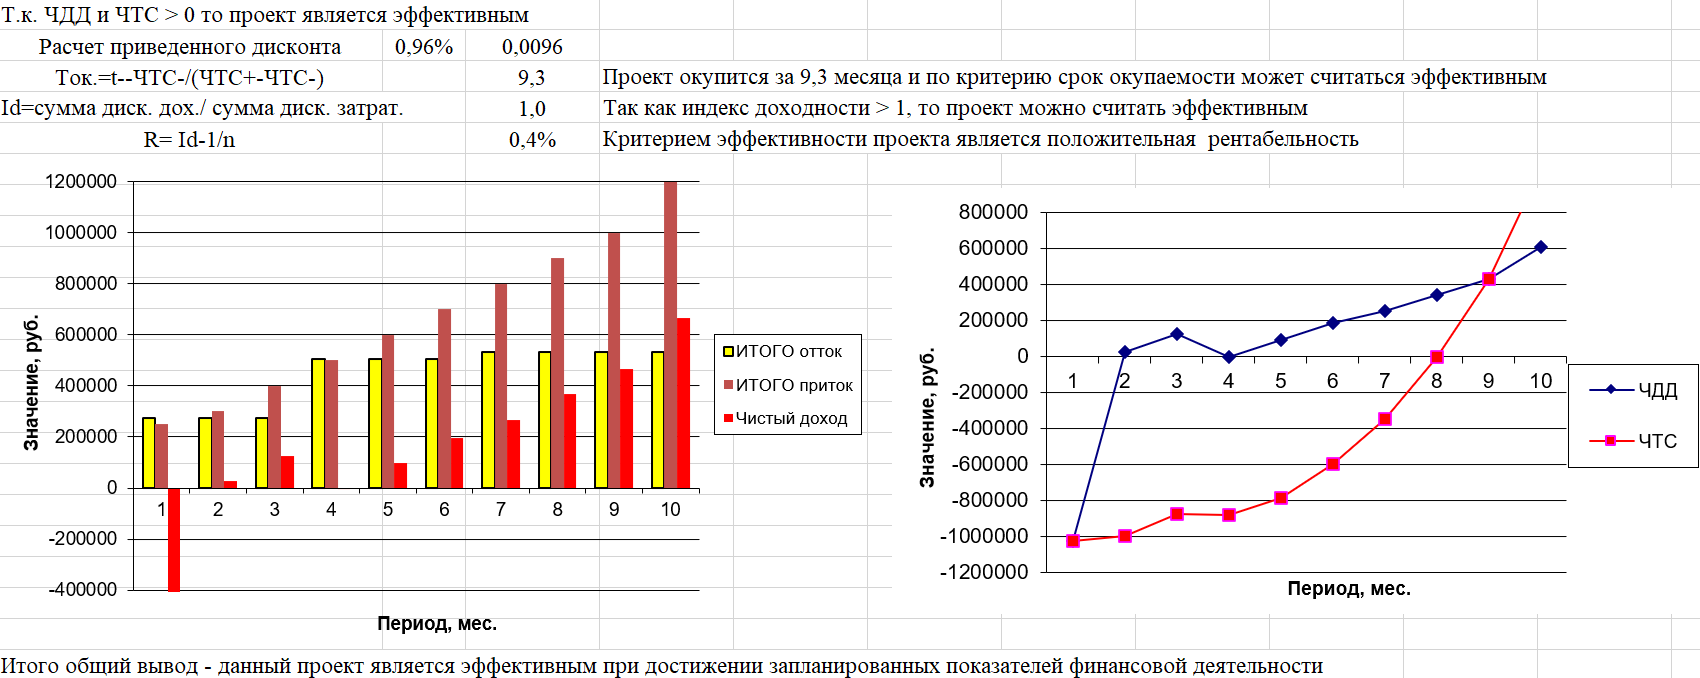 Т.к. ЧДД и ЧТС > 0 то проект является эффективным
Расчет приведенного дисконта 0,96% 0,0096
Ток.=t--ЧТС-/(ЧТС+-ЧТС-) 9,3 Проект окупится за 9,3 месяца и по критерию срок окупаемости может считаться эффективным
Id=сумма диск. дох./ сумма диск. затрат. 1,0 Так как индекс доходности > 1, то проект можно считать эффективным
R= Id-1/n 0,4% Критерием эффективности проекта является положительная  рентабельность
1200000
1000000
800000
600000
400000
200000
0
-200000
-400000
Значение, руб.
1 2 3 4 5 6 7 8 9 10
Период, мес.
ИТОГО отток
ИТОГО приток
Чистый доход
800000
600000
400000
200000
0
-200000
-400000
-600000
-800000
-1000000
-1200000
Значение, руб.
1 2 3 4 5 6 7 8 9 10
Период, мес.
ЧДД
ЧТС
Итого общий вывод - данный проект является эффективным при достижении запланированных показателей финансовой деятельности